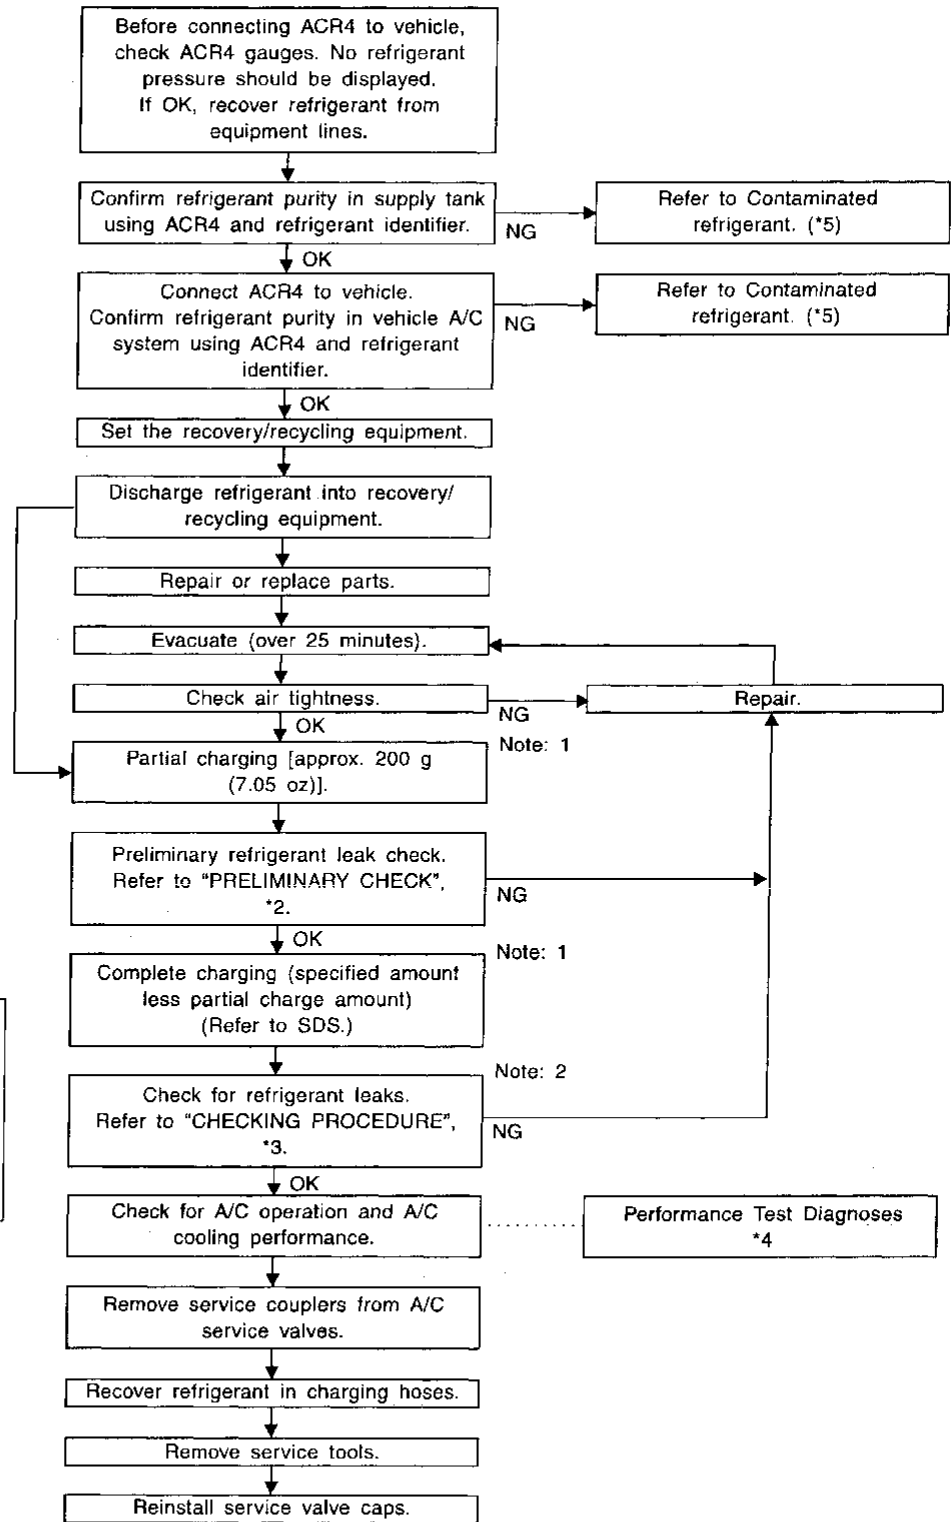 Before connecting ACR4 to vehicle,
check ACR4 gauges. No refrigerant
pressure should be displayed.
If OK, recover refrigerant from
equipment lines.
Confirm refrigerant purity in supply tank
using ACR4 and refrigerant identifier.
NG
Refer to Contaminated
refrigerant. (*5)
OK
Connect ACR4 to vehicle.
Confirm refrigerant purity in vehicle A/C
system using ACR4 and refrigerant
identifier.
NG
Refer to Contaminated
refrigerant. (*5)
OK
Set the recovery/recycling equipment.
Discharge refrigerant into recovery/
recycling equipment.
Repair or replace parts.
Evacuate (over 25 minutes).
Check air tightness.
NG
Repair.
OK
Note: 1
Partial charging [approx. 200 g
(7.05 oz)].
Preliminary refrigerant leak check.
Refer to “PRELIMINARY CHECK”,
*2.
NG
OK
Note: 1
Complete charging (specified amount
less partial charge amount)
(Refer to SDS.)
Note: 2
Check for refrigerant leaks.
Refer to “CHECKING PROCEDURE”,
*3.
NG
OK
Check for A/C operation and A/C
cooling performance.
Performance Test Diagnoses
*4
Remove service couplers from A/C
service valves.
Recover refrigerant in charging hoses.
Remove service tools.
Reinstall service valve caps.